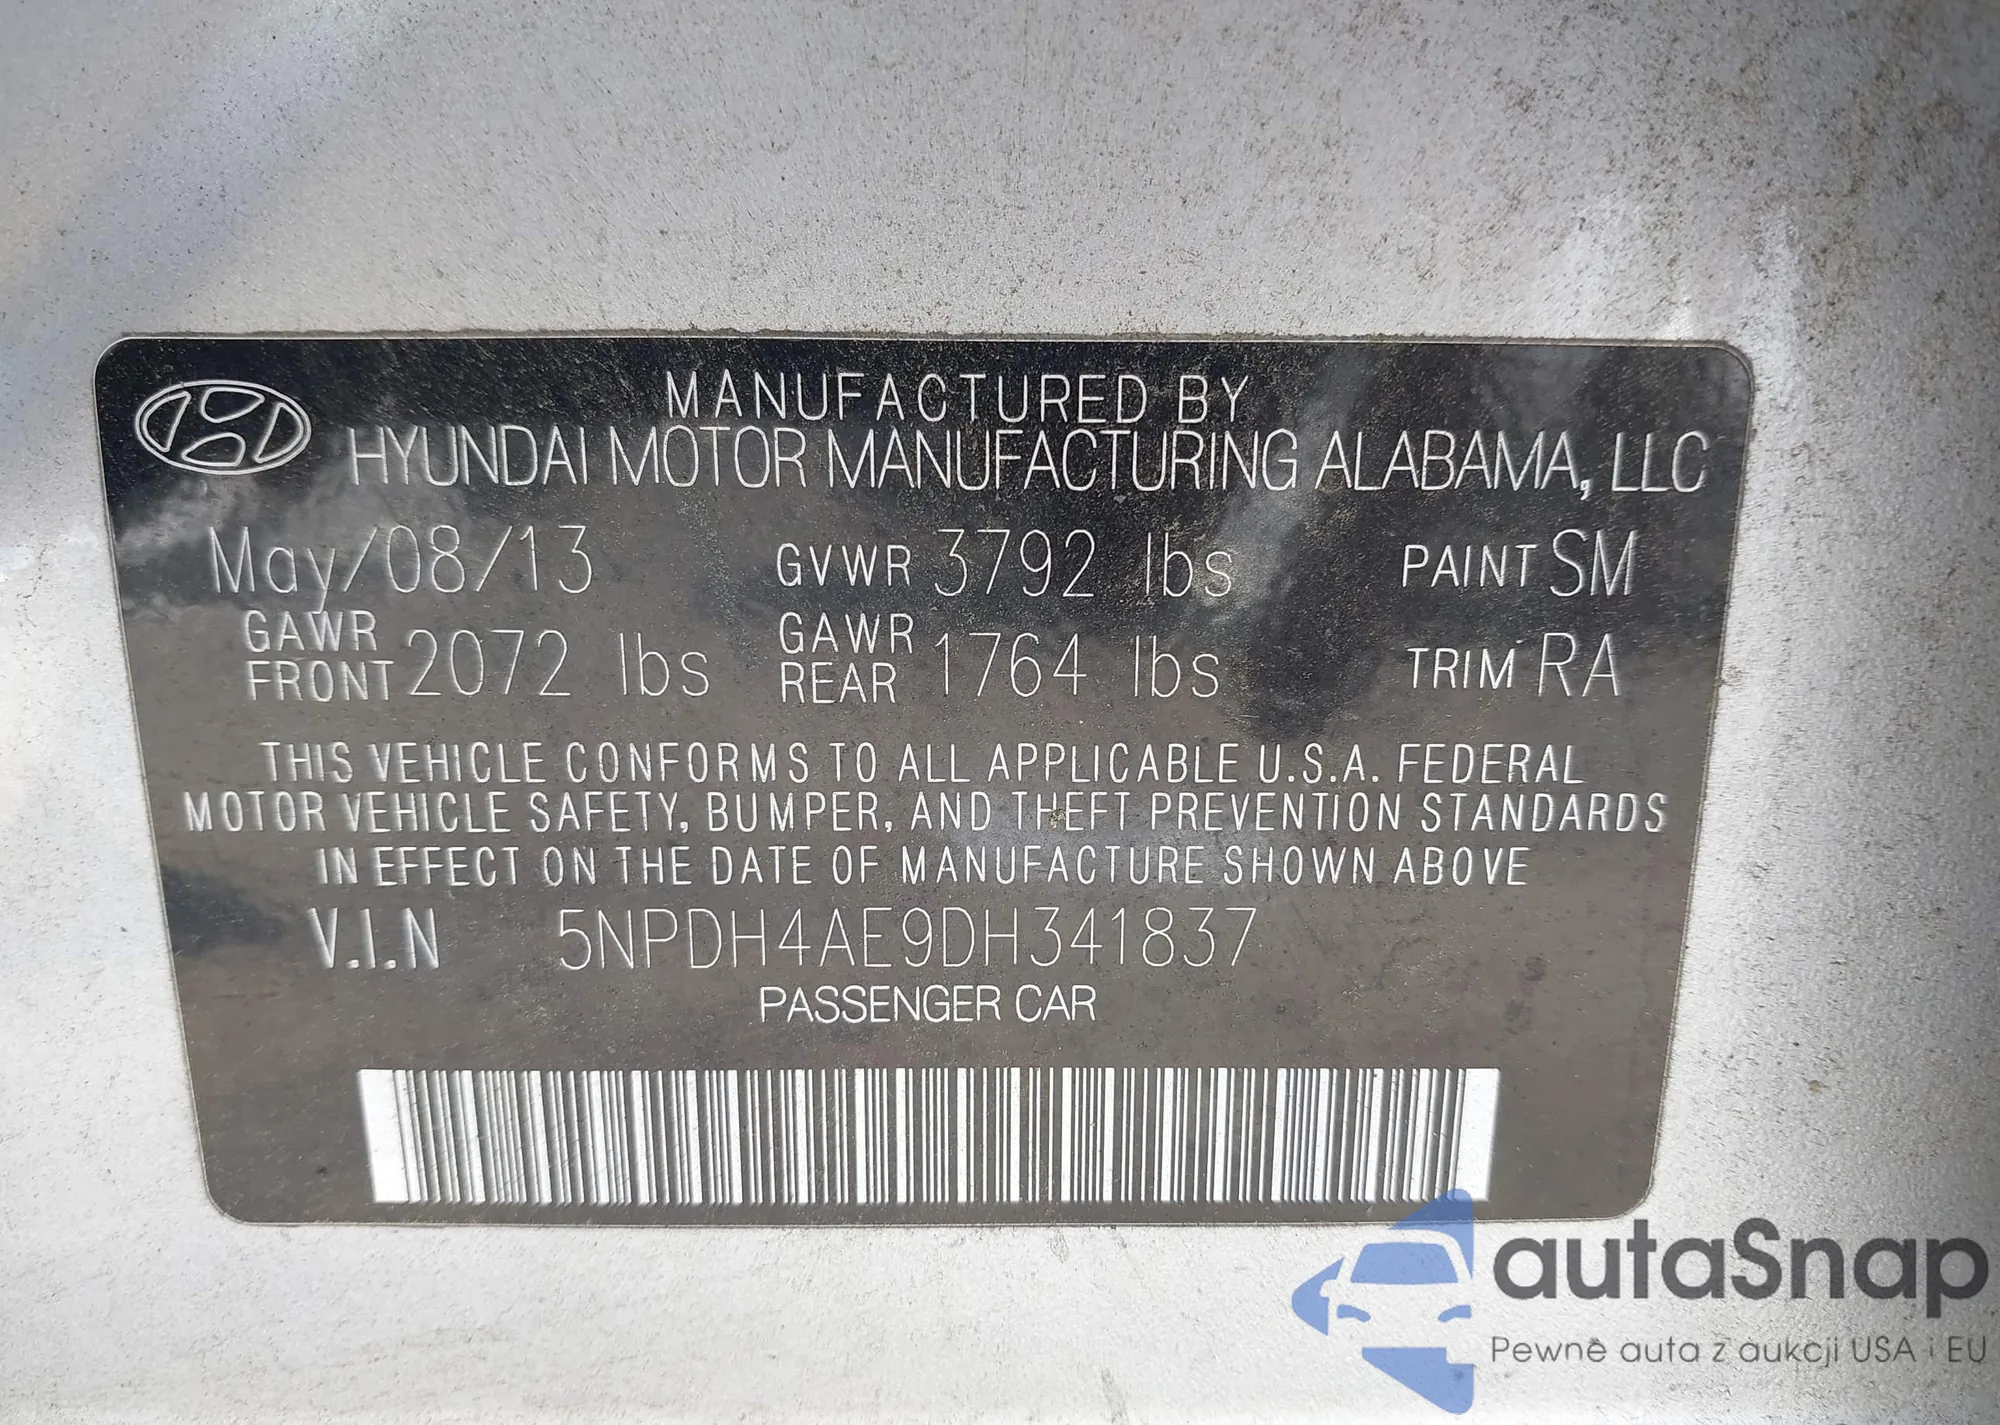 MANUFACTURED BY
HYUNDAI MOTOR MANUFACTURING ALABAMA, LLC
May/08/13 GVWR 3792 lbs PAINT SM
GAWR FRONT 2072 lbs GAWR REAR 1764 lbs TRIM RA
THIS VEHICLE CONFORMS TO ALL APPLICABLE U.S.A. FEDERAL
MOTOR VEHICLE SAFETY, BUMPER, AND THEFT PREVENTION STANDARDS
IN EFFECT ON THE DATE OF MANUFACTURE SHOWN ABOVE
V.I.N 5NPDH4AE9DH341837
PASSENGER CAR
autaSnap
Pewne auta z aukcji USA i EU